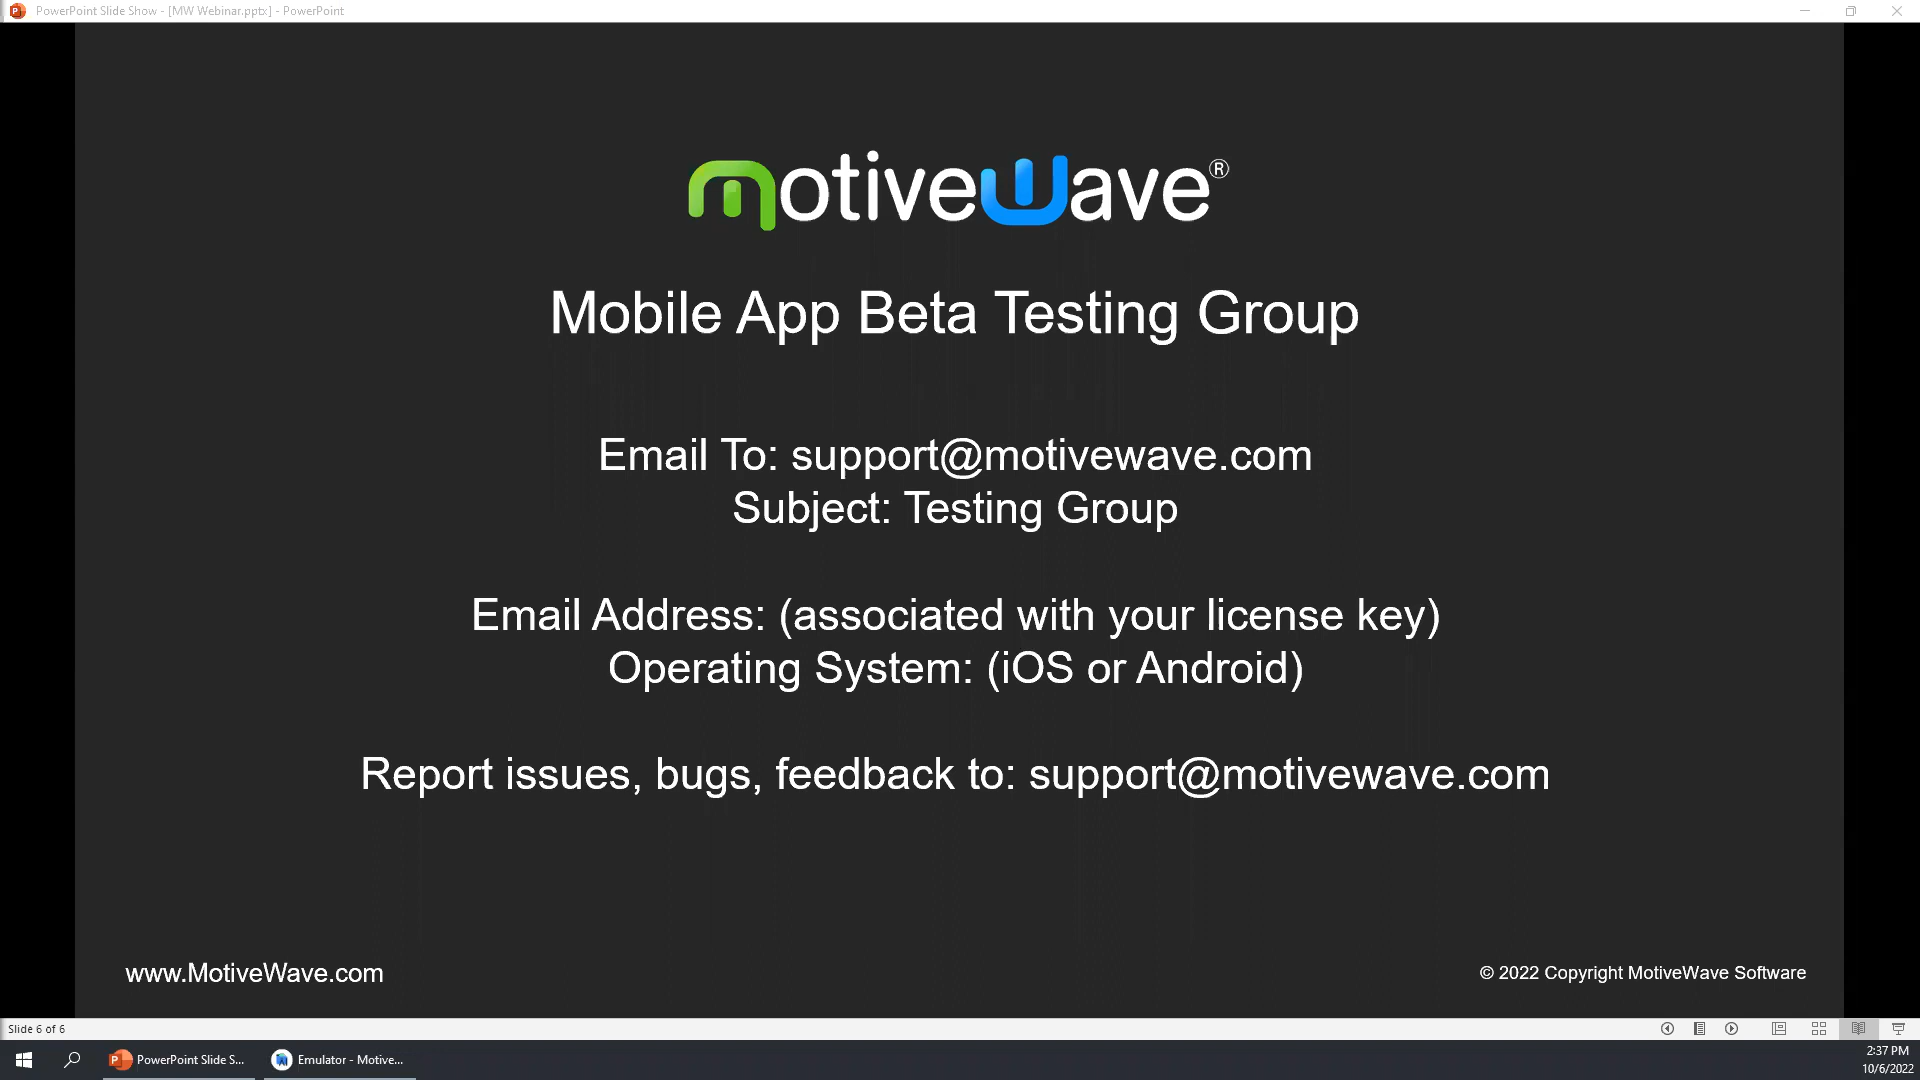 PowerPoint Slide Show - [MW Webinar.pptx] - PowerPoint
motivewave®
Mobile App Beta Testing Group
Email To: support@motivewave.com
Subject: Testing Group
Email Address: (associated with your license key)
Operating System: (iOS or Android)
Report issues, bugs, feedback to: support@motivewave.com
www.MotiveWave.com
© 2022 Copyright MotiveWave Software
Slide 6 of 6
PowerPoint Slide S...
Emulator - Motive...
2:37 PM
10/6/2022